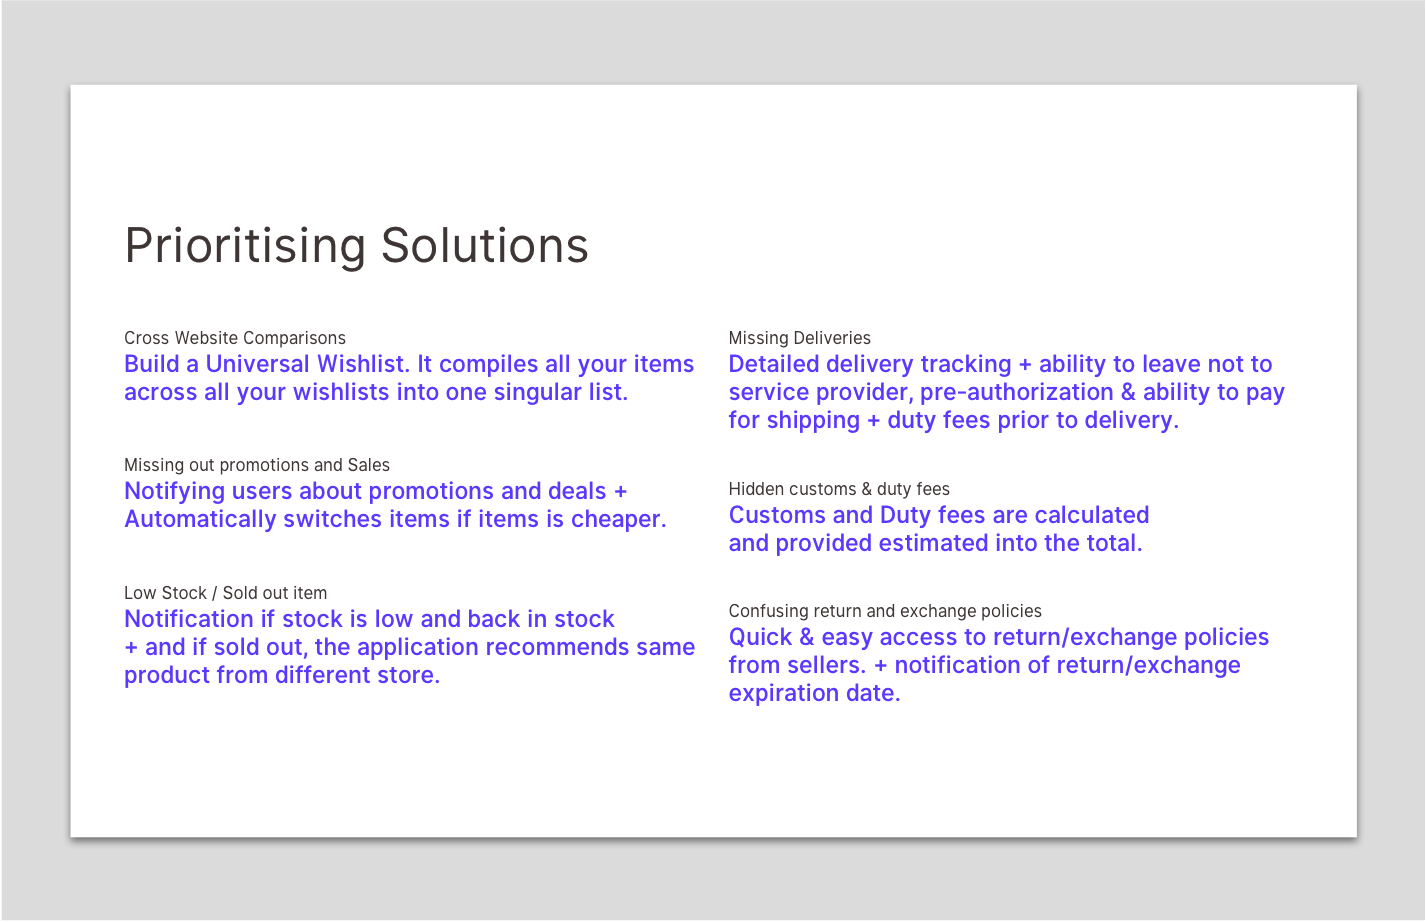 Prioritising Solutions
Cross Website Comparisons
Build a Universal Wishlist. It compiles all your items
across all your wishlists into one singular list.
Missing out promotions and Sales
Notifying users about promotions and deals +
Automatically switches items if items is cheaper.
Low Stock / Sold out item
Notification if stock is low and back in stock
+ and if sold out, the application recommends same
product from different store.
Missing Deliveries
Detailed delivery tracking + ability to leave not to
service provider, pre-authorization & ability to pay
for shipping + duty fees prior to delivery.
Hidden customs & duty fees
Customs and Duty fees are calculated
and provided estimated into the total.
Confusing return and exchange policies
Quick & easy access to return/exchange policies
from sellers. + notification of return/exchange
expiration date.